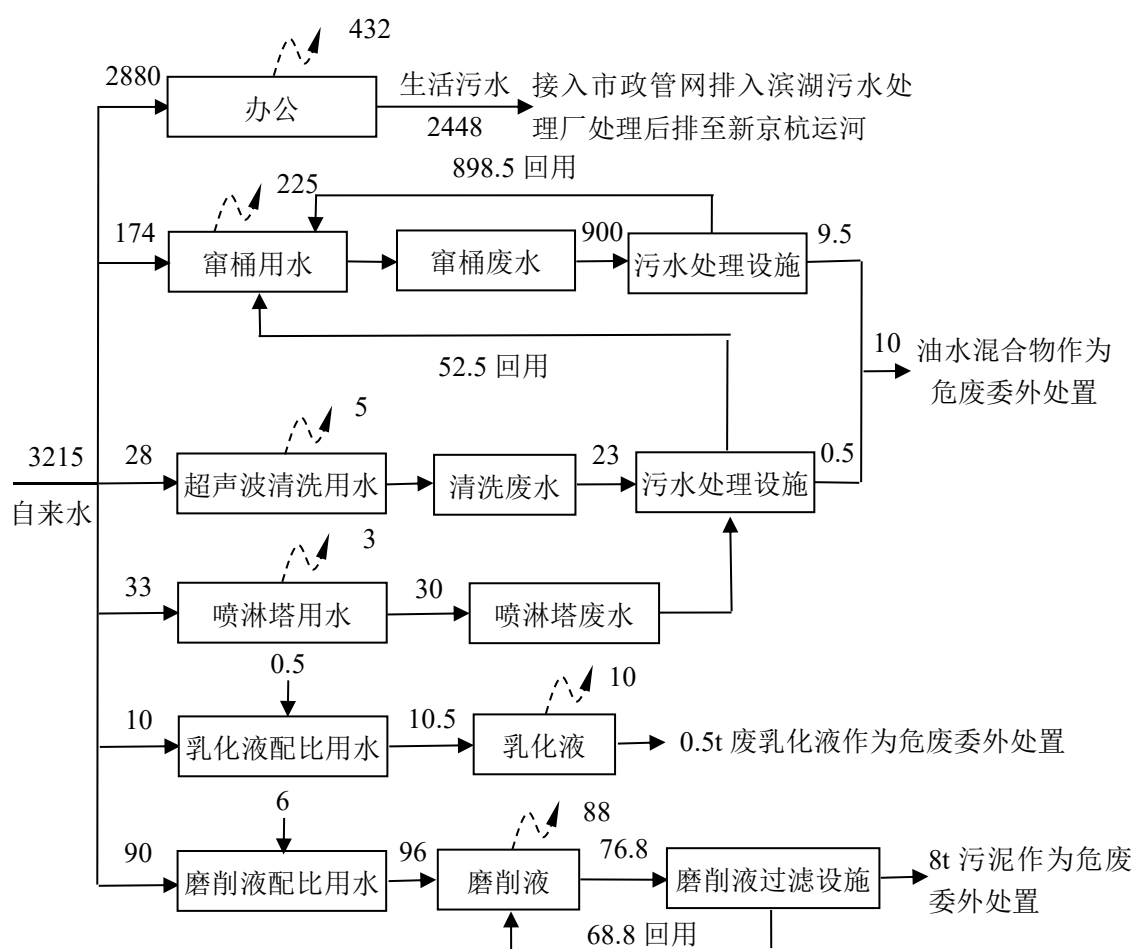 432
2880
办公
生活污水
2448
接入市政管网排入滨湖污水处
理厂处理后排至新京杭运河
898.5 回用
225
174
窜桶用水
窜桶废水
900
污水处理设施
9.5
52.5 回用
10
油水混合物作为
危废委外处置
5
3215
自来水
28
超声波清洗用水
清洗废水
23
污水处理设施
0.5
3
33
喷淋塔用水
30
喷淋塔废水
0.5
10
10
乳化液配比用水
10.5
乳化液
0.5t 废乳化液作为危废委外处置
6
88
90
磨削液配比用水
96
磨削液
76.8
磨削液过滤设施
8t 污泥作为危废
委外处置
68.8 回用